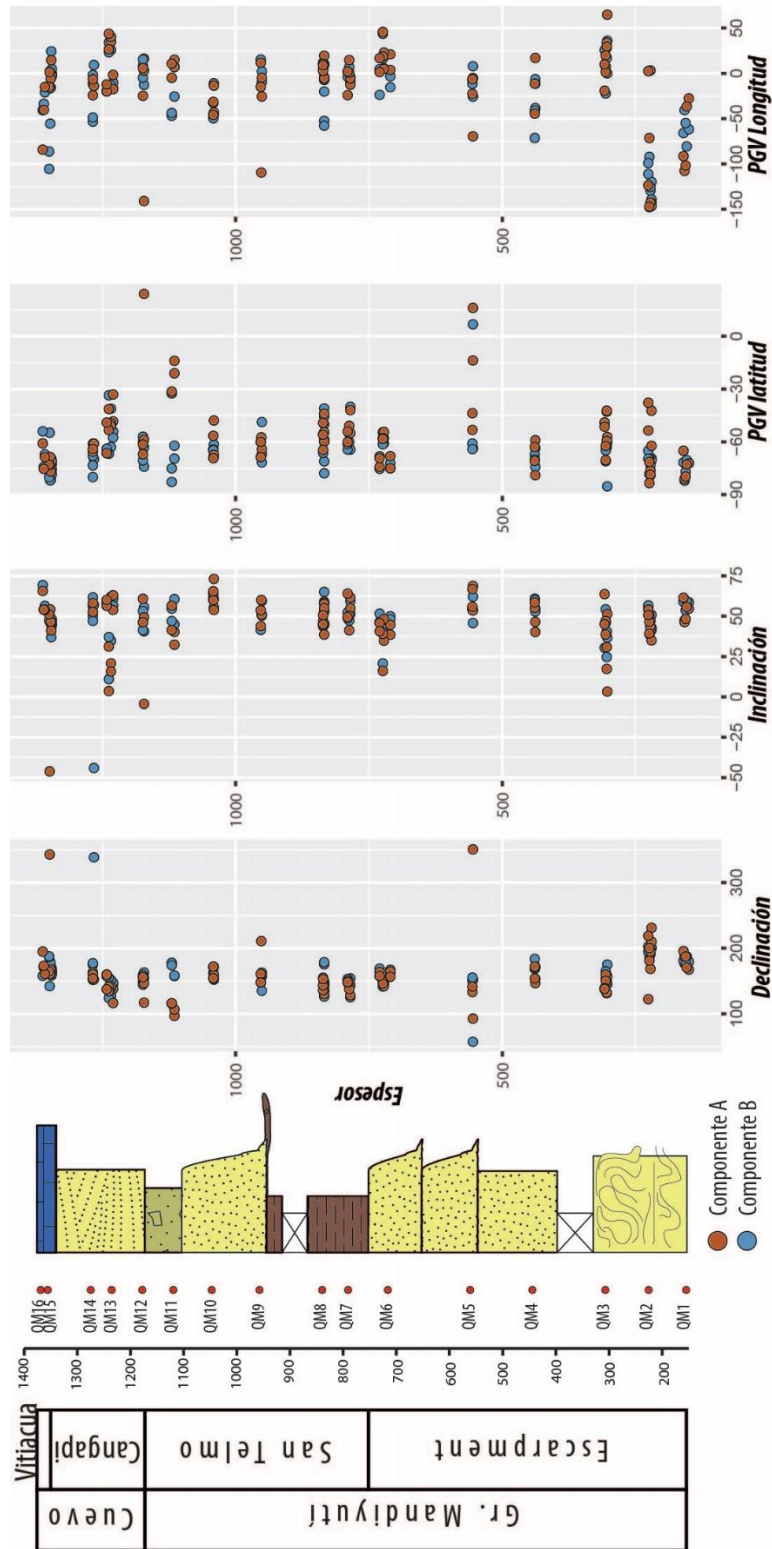 Vitiacua
Cuevo
Cangapi
Gr. Mandiyutí
San Telmo
Escarpment
1400
1300
1200
1100
1000
900
800
700
600
500
400
300
200
QM16
QM15
QM14
QM13
QM12
QM11
QM10
QM9
QM8
QM7
QM6
QM5
QM4
QM3
QM2
QM1
Componente A
Componente B
Espesor
1000
500
100
200
300
Declinación
1000
500
−50
−25
0
25
50
75
Inclinación
1000
500
−90
−60
−30
0
PGV latitud
1000
500
−150
−100
−50
0
50
PGV Longitud